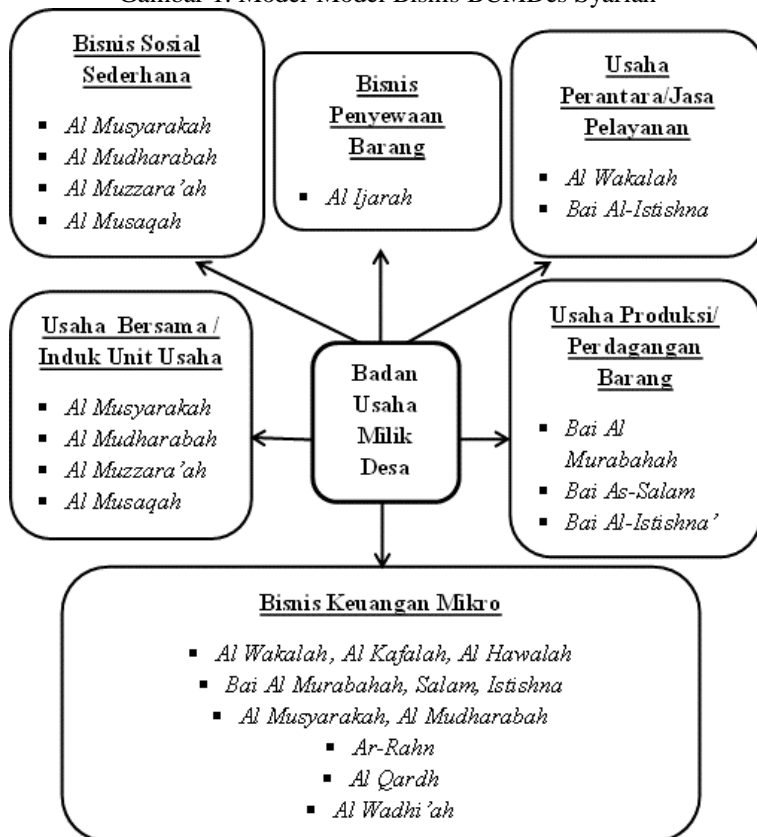 Gambar 1. Model-Model Bisnis BUMDes Syariah
Bisnis Sosial
Sederhana
▪ Al Musyarakah
▪ Al Mudharabah
▪ Al Muzzara’ah
▪ Al Musaqah
Bisnis
Penyewaan
Barang
▪ Al Ijarah
Usaha
Perantara/Jasa
Pelayanan
▪ Al Wakalah
▪ Bai Al-Istishna
Usaha Bersama /
Induk Unit Usaha
▪ Al Musyarakah
▪ Al Mudharabah
▪ Al Muzzara’ah
▪ Al Musaqah
Badan
Usaha
Milik
Desa
Usaha Produksi/
Perdagangan
Barang
▪ Bai Al
Murabahah
▪ Bai As-Salam
▪ Bai Al-Istishna’
Bisnis Keuangan Mikro
▪ Al Wakalah, Al Kafalah, Al Hawalah
▪ Bai Al Murabahah, Salam, Istishna
▪ Al Musyarakah, Al Mudharabah
▪ Ar-Rahn
▪ Al Qardh
▪ Al Wadhi’ah